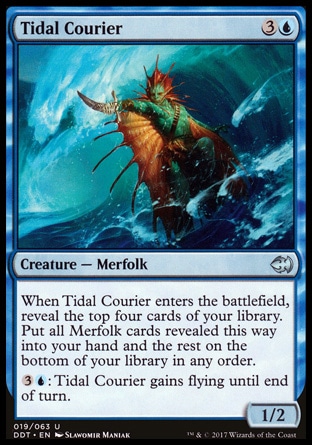 Tidal Courier 3
Creature — Merfolk
When Tidal Courier enters the battlefield,
reveal the top four cards of your library.
Put all Merfolk cards revealed this way
into your hand and the rest on the
bottom of your library in any order.
3 : Tidal Courier gains flying until end
of turn.
1/2
019/063 U
DDT • EN Slawomir Maniak
™ & © 2017 Wizards of the Coast